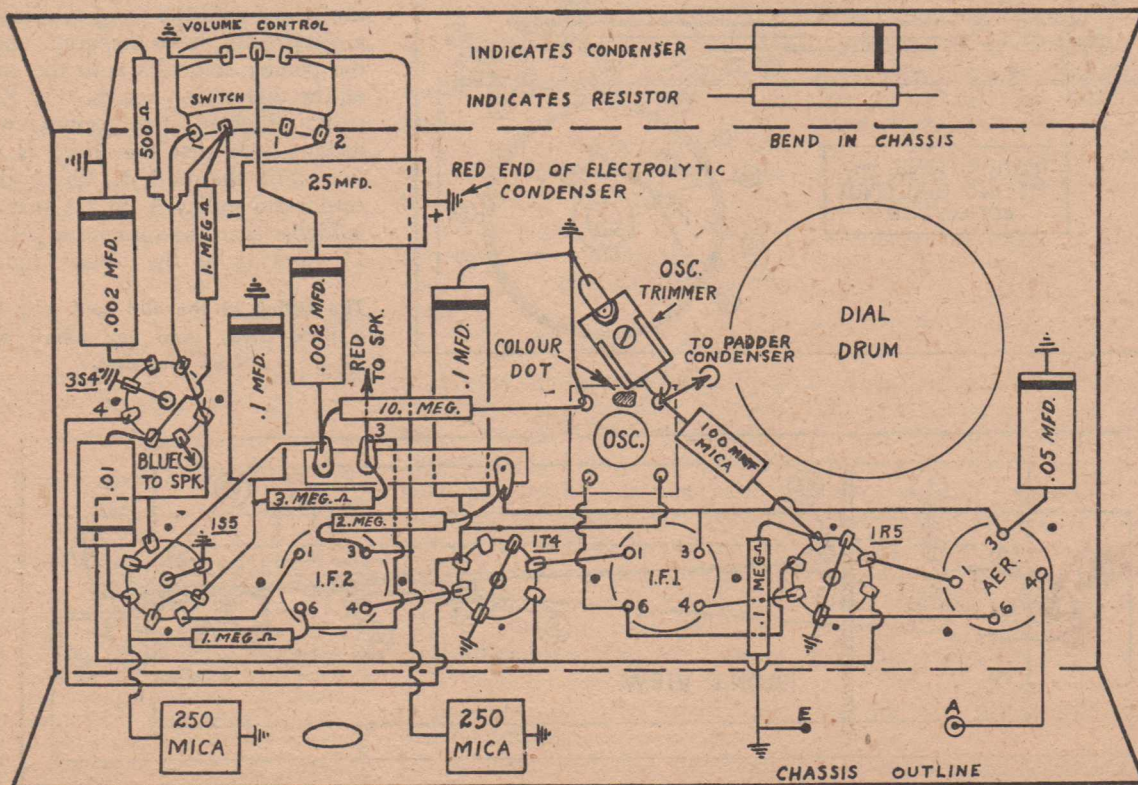 VOLUME CONTROL
SWITCH
1
2
INDICATES CONDENSER
INDICATES RESISTOR
BEND IN CHASSIS
500 Ω
.002 MFD.
1. MEG Ω
25 MFD.
-
+
RED END OF ELECTROLYTIC
CONDENSER
.1 MFD.
.002 MFD.
RED
TO SPK.
.1 MFD.
OSC.
TRIMMER
COLOUR
DOT
TO PADDER
CONDENSER
DIAL
DRUM
3S4
4
10. MEG.
3
OSC.
100 MMF
MICA
.05 MFD.
BLUE
TO SPK.
.01
3. MEG. Ω
2. MEG.
1S5
1T4
1R5
1
3
I.F.2
6
4
1
3
I.F.1
6
4
.1 MEG Ω
3
1
AER.
4
6
1. MEG Ω
250
MICA
250
MICA
E
A
CHASSIS OUTLINE